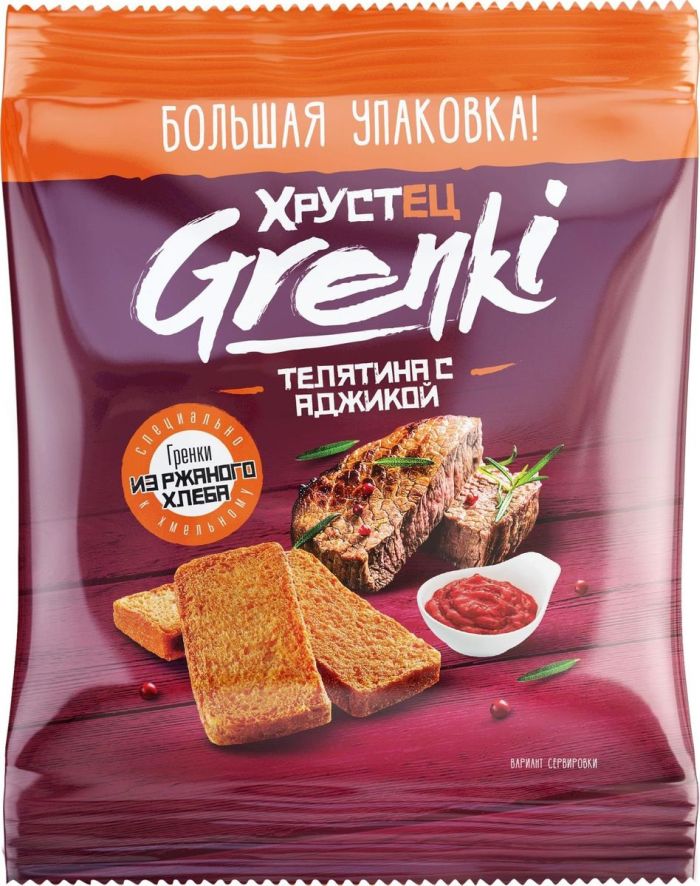 БОЛЬШАЯ УПАКОВКА!
ХРУСТЕЦ
Grenki
ТЕЛЯТИНА С
АДЖИКОЙ
СПЕЦИАЛЬНО
Гренки
ИЗ РЖАНОГО
ХЛЕБА
К ХМЕЛЬНОМУ
ВАРИАНТ СЕРВИРОВКИ